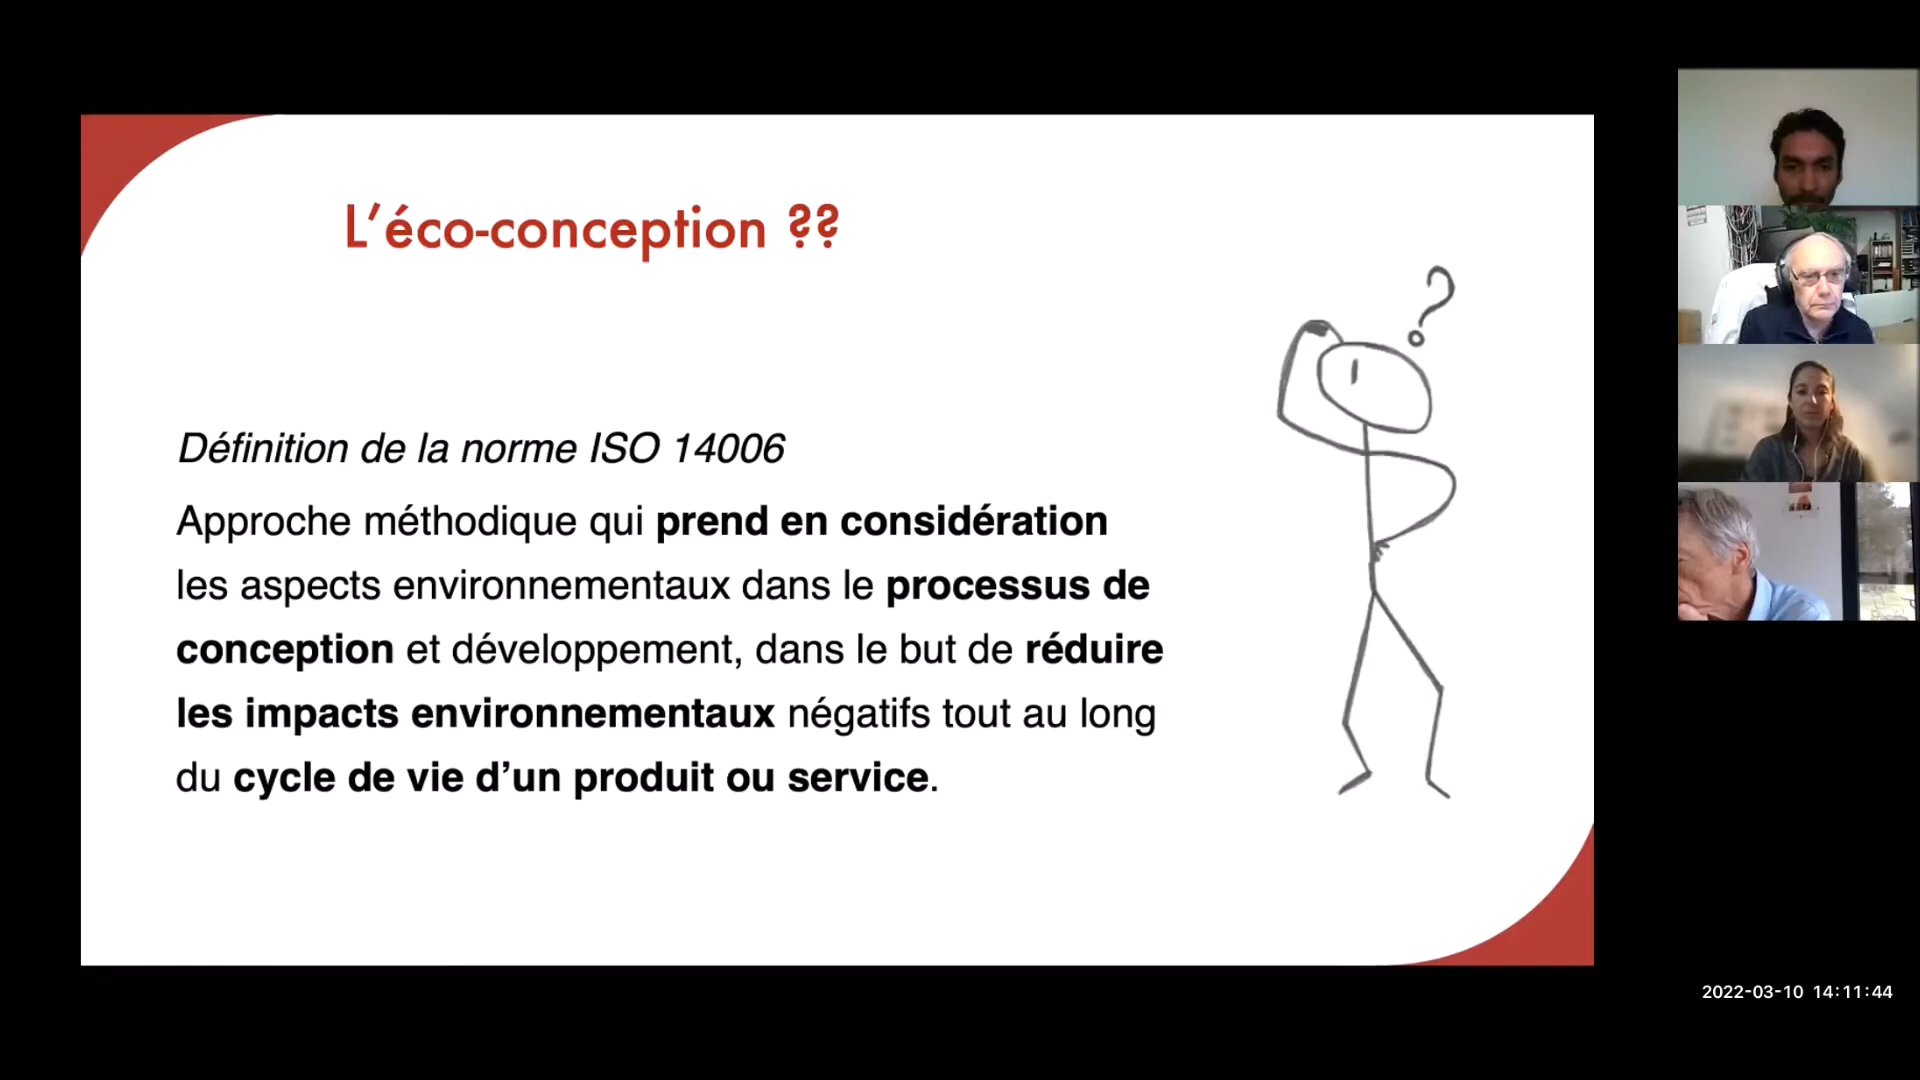 L’éco-conception ??
Définition de la norme ISO 14006
Approche méthodique qui prend en considération
les aspects environnementaux dans le processus de
conception et développement, dans le but de réduire
les impacts environnementaux négatifs tout au long
du cycle de vie d’un produit ou service.
?
2022-03-10 14:11:44